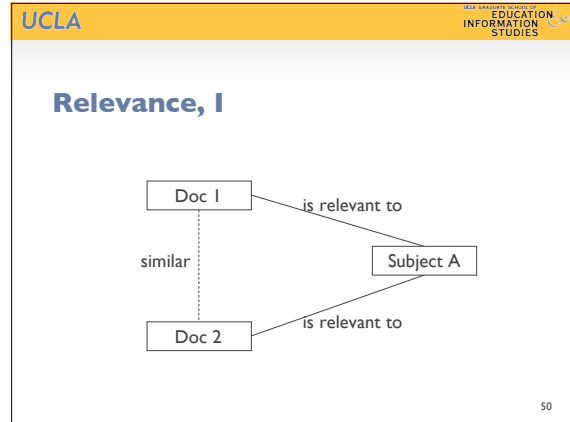 UCLA
UCLA GRADUATE SCHOOL OF
EDUCATION
INFORMATION
STUDIES
Relevance, I
Doc 1
is relevant to
similar
Subject A
is relevant to
Doc 2
50